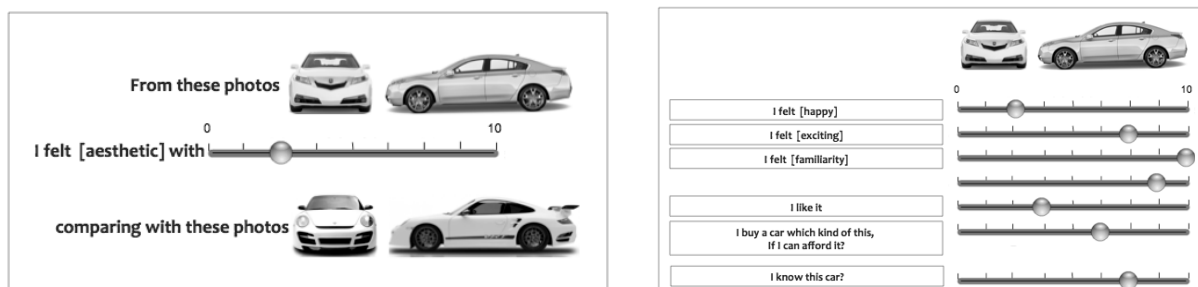 From these photos
0 10
I felt [aesthetic] with
comparing with these photos
0 10
I felt [happy]
I felt [exciting]
I felt [familiarity]
I like it
I buy a car which kind of this,
If I can afford it?
I know this car?